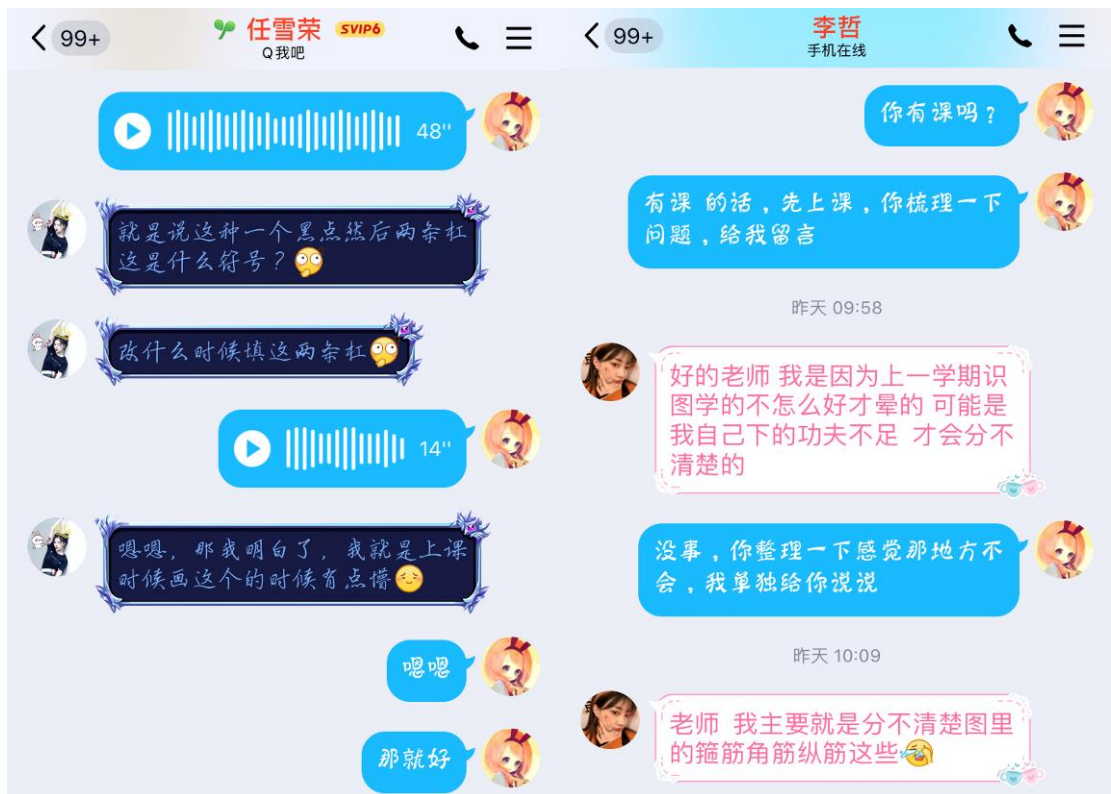 99+
任雪荣 SVIP6
Q我吧
48''
就是说这种一个黑点然后两条杠
这是什么符号？
改什么时候填这两条杠
14''
嗯嗯，那我明白了，我就是上课
时候画这个的时候有点懵
嗯嗯
那就好
99+
李哲
手机在线
你有课吗？
有课 的话，先上课，你梳理一下
问题，给我留言
昨天 09:58
好的老师 我是因为上一学期识
图学的不怎么好才晕的 可能是
我自己下的功夫不足 才会分不
清楚的
没事，你整理一下感觉那地方不
会，我单独给你说说
昨天 10:09
老师 我主要就是分不清楚图里
的箍筋角筋纵筋这些